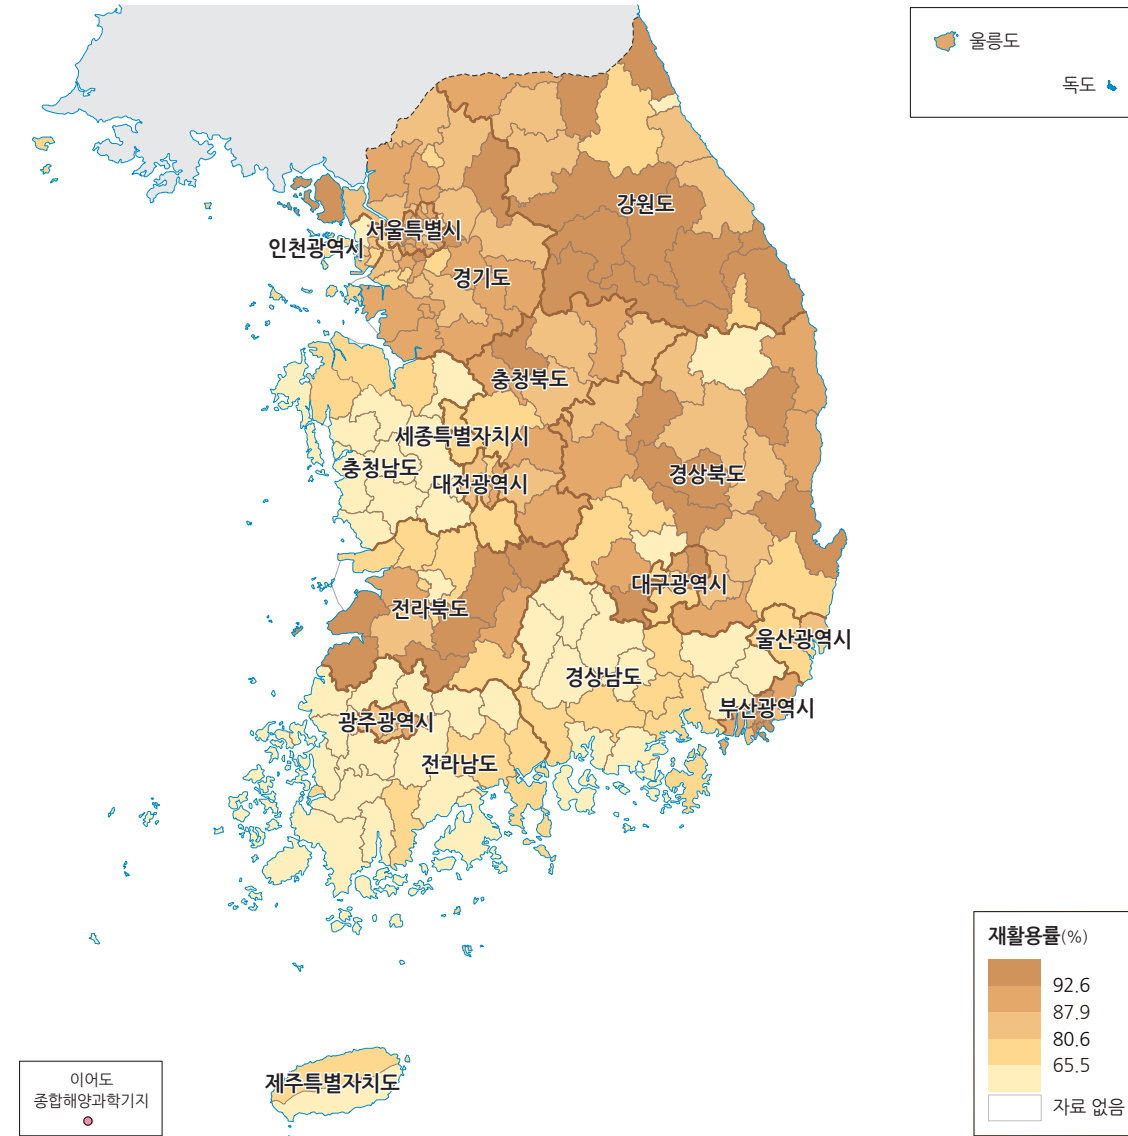 울릉도
독도
강원도
서울특별시
인천광역시
경기도
충청북도
세종특별자치시
충청남도
대전광역시
경상북도
대구광역시
전라북도
울산광역시
경상남도
부산광역시
광주광역시
전라남도
제주특별자치도
이어도
종합해양과학기지
재활용률(%)
92.6
87.9
80.6
65.5
자료 없음